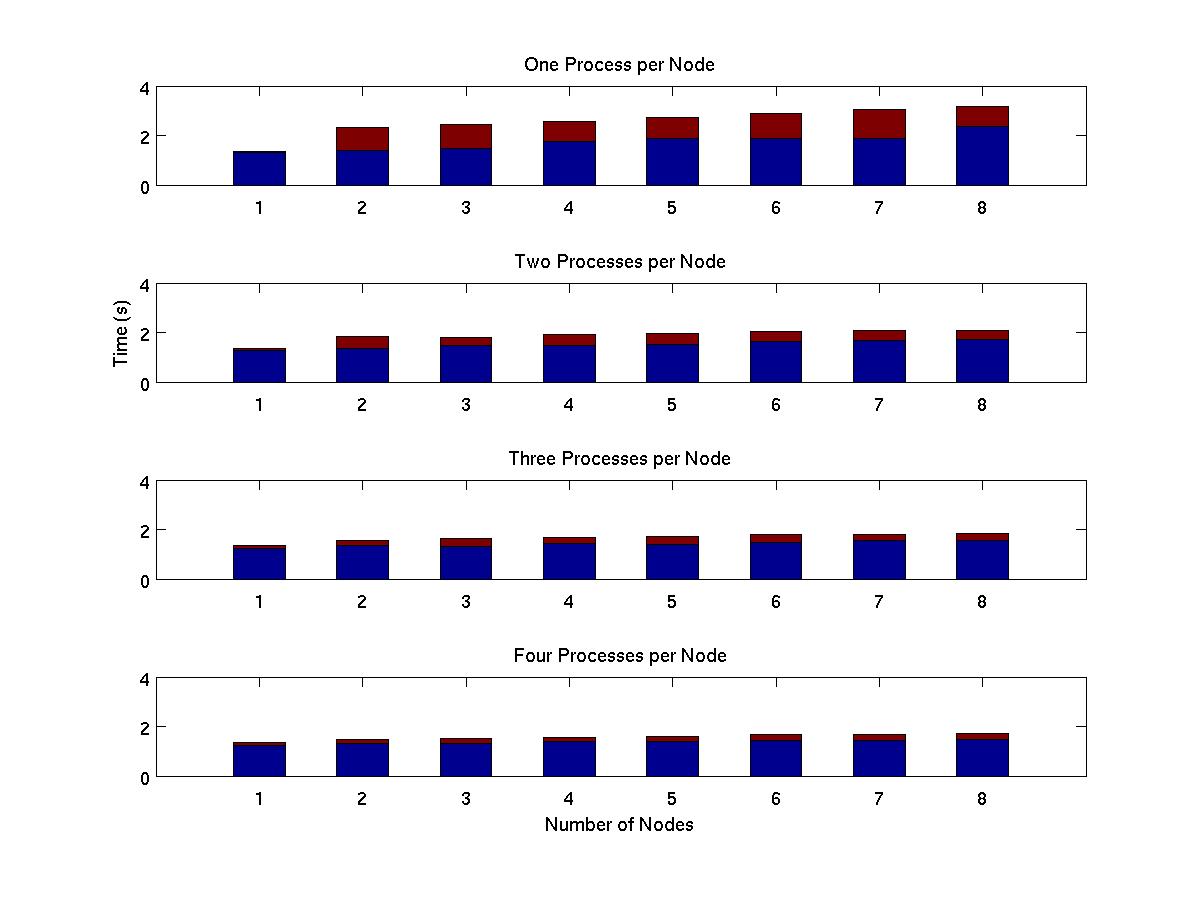 One Process per Node
4
2
0
1 2 3 4 5 6 7 8
Two Processes per Node
4
2
0
Time (s)
1 2 3 4 5 6 7 8
Three Processes per Node
4
2
0
1 2 3 4 5 6 7 8
Four Processes per Node
4
2
0
1 2 3 4 5 6 7 8
Number of Nodes